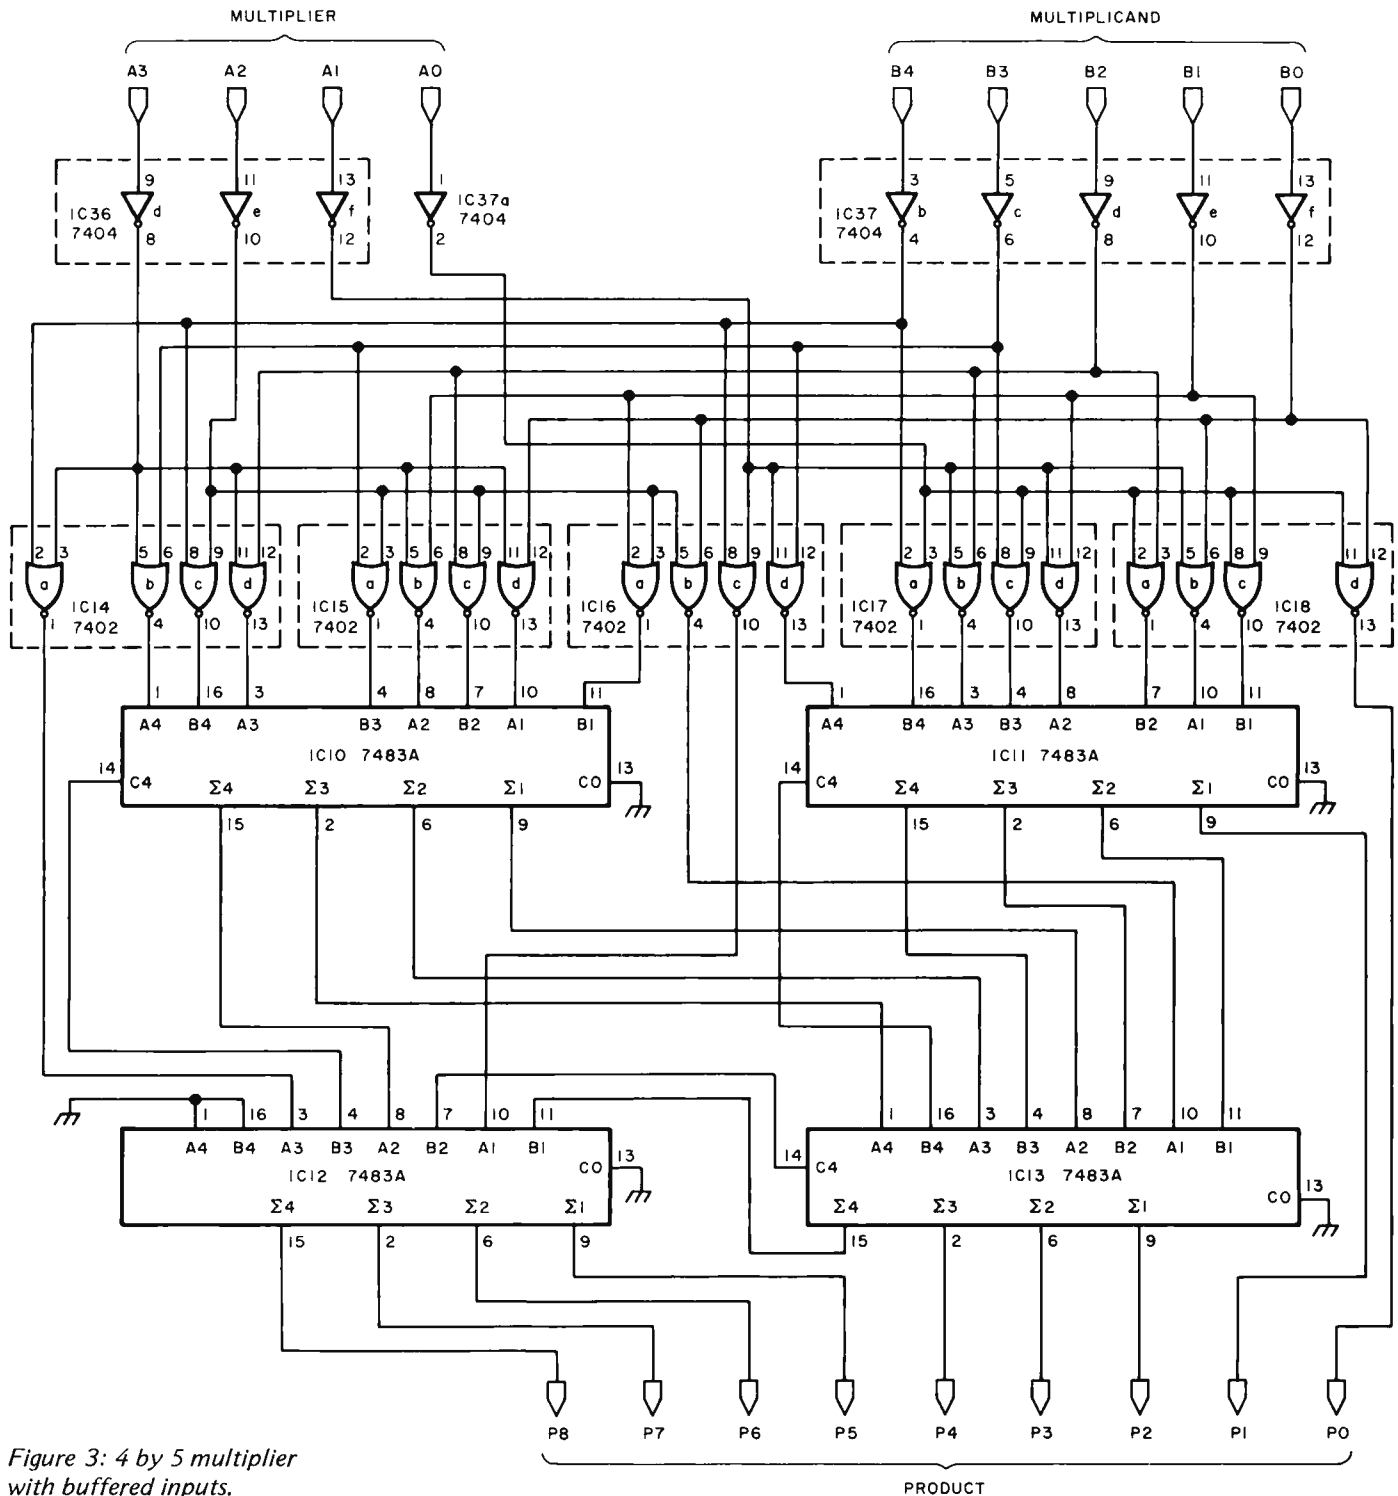 MULTIPLIER MULTIPLICAND
A3 A2 A1 A0 B4 B3 B2 B1 B0
9 11 13 1 3 5 9 11 13
IC36 7404 d e f IC37a 7404 IC37 7404 b c d e f
8 10 12 2 4 6 8 10 12
2 3 5 6 8 9 11 12 2 3 5 6 8 9 11 12 2 3 5 6 8 9 11 12 2 3 5 6 8 9 11 12 2 3 5 6 8 9 11 12
a b c d a b c d a b c d a b c d a b c d
IC14 IC15 IC16 IC17 IC18
7402 7402 7402 7402 7402
1 4 10 13 1 4 10 13 1 4 10 13 1 4 10 13 1 4 10 13
1 16 3 4 8 7 10 11 1 16 3 4 8 7 10 11
A4 B4 A3 B3 A2 B2 A1 B1 A4 B4 A3 B3 A2 B2 A1 B1
IC10 7483A IC11 7483A
14 C4 Σ4 Σ3 Σ2 Σ1 C0 13 14 C4 Σ4 Σ3 Σ2 Σ1 C0 13
15 2 6 9 15 2 6 9
1 16 3 4 8 7 10 11 1 16 3 4 8 7 10 11
A4 B4 A3 B3 A2 B2 A1 B1 A4 B4 A3 B3 A2 B2 A1 B1
C0 13 14 C4
IC12 7483A IC13 7483A
Σ4 Σ3 Σ2 Σ1 Σ4 Σ3 Σ2 Σ1 C0 13
15 2 6 9 15 2 6 9
P8 P7 P6 P5 P4 P3 P2 P1 P0
PRODUCT
Figure 3: 4 by 5 multiplier
with buffered inputs.